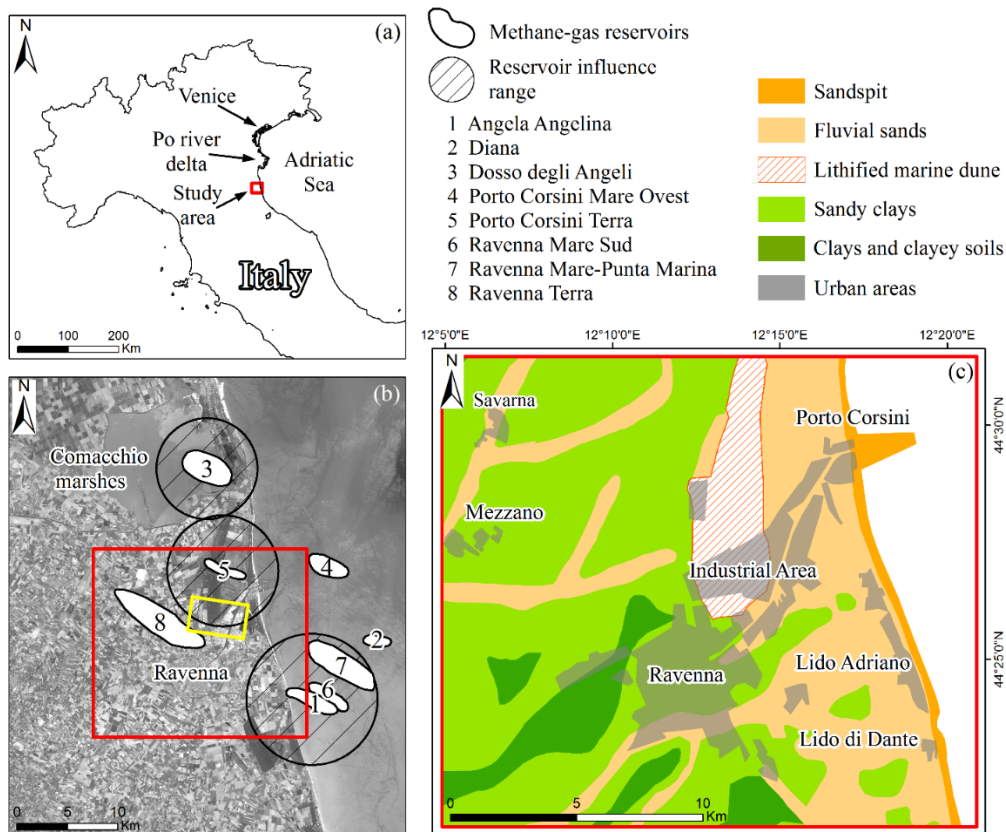 N
(a)
Venice
Po river
delta
Adriatic
Sea
Study
area
Italy
0 100 200
Km
Methane-gas reservoirs
Reservoir influence
range
1 Angela Angelina
2 Diana
3 Dosso degli Angeli
4 Porto Corsini Mare Ovest
5 Porto Corsini Terra
6 Ravenna Mare Sud
7 Ravenna Mare-Punta Marina
8 Ravenna Terra
Sandspit
Fluvial sands
Lithified marine dune
Sandy clays
Clays and clayey soils
Urban areas
N
(b)
Comacchio
marshes
3
5
4
8
2
Ravenna
7
6
1
0 5 10
Km
12°5'0"E 12°10'0"E 12°15'0"E 12°20'0"E
N
(c)
Savarna
Porto Corsini
44°30'0"N
Mezzano
Industrial Area
Ravenna
Lido Adriano
44°25'0"N
Lido di Dante
0 5 10
Km